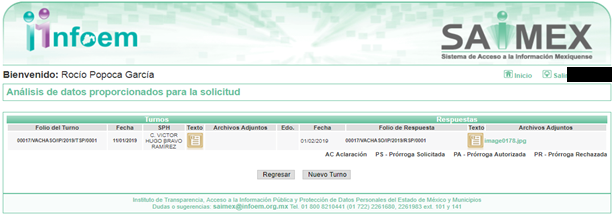 infoem
SAIMEX
Sistema de Acceso a la Información Mexiquense
Bienvenido: Rocío Popoca García
Inicio
Análisis de datos proporcionados para la solicitud
Turnos Respuestas
Folio del Turno Fecha SPH Texto Archivos Adjuntos Edo. Fecha Folio de Respuesta Texto Archivos Adjuntos
00017/VACHASO/IP/2019/TSP/0001 11/01/2019 C. VICTOR HUGO BRAVO RAMÍREZ 01/02/2019 00017/VACHASO/IP/2019/RSP/0001 image0178.jpg
AC Aclaración PS - Prórroga Solicitada PA - Prórroga Autorizada PR - Prórroga Rechazada
Regresar Nuevo Turno
Instituto de Transparencia, Acceso a la Información Pública y Protección de Datos Personales del Estado de México y Municipios
Dudas o sugerencias: saimex@infoem.org.mx Tel. 01 800 8210441 (01 722) 2261980, 2261983 ext. 101 y 141